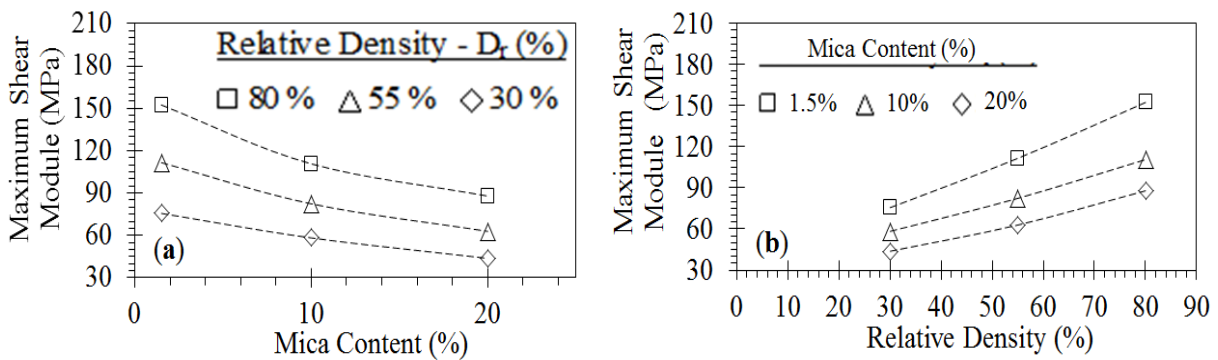 210
180
150
120
90
60
30
Maximum Shear
Module (MPa)
Relative Density - Dr (%)
80 % 55 % 30 %
(a)
0 10 20
Mica Content (%)
210
180
150
120
90
60
30
Maximum Shear
Module (MPa)
Mica Content (%)
1.5% 10% 20%
(b)
0 10 20 30 40 50 60 70 80 90
Relative Density (%)